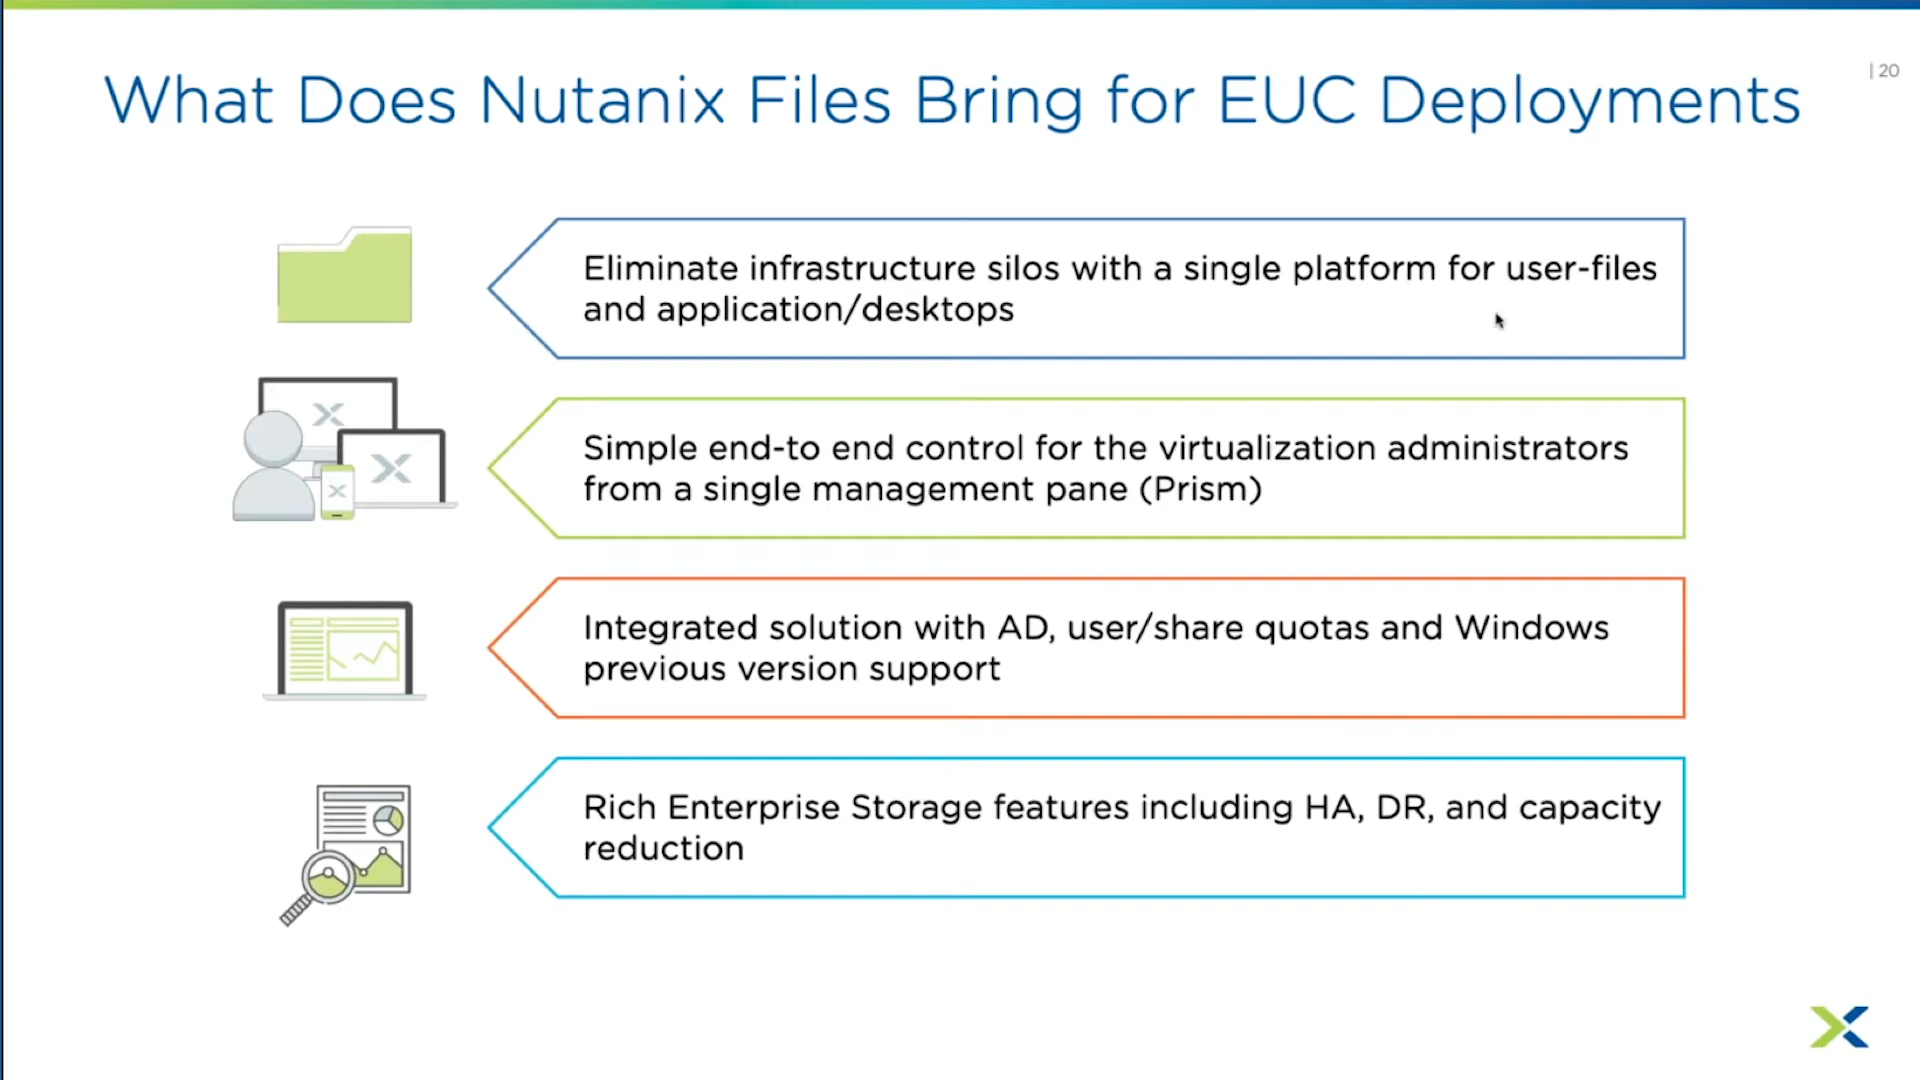 | 20
What Does Nutanix Files Bring for EUC Deployments
Eliminate infrastructure silos with a single platform for user-files
and application/desktops
Simple end-to end control for the virtualization administrators
from a single management pane (Prism)
Integrated solution with AD, user/share quotas and Windows
previous version support
Rich Enterprise Storage features including HA, DR, and capacity
reduction